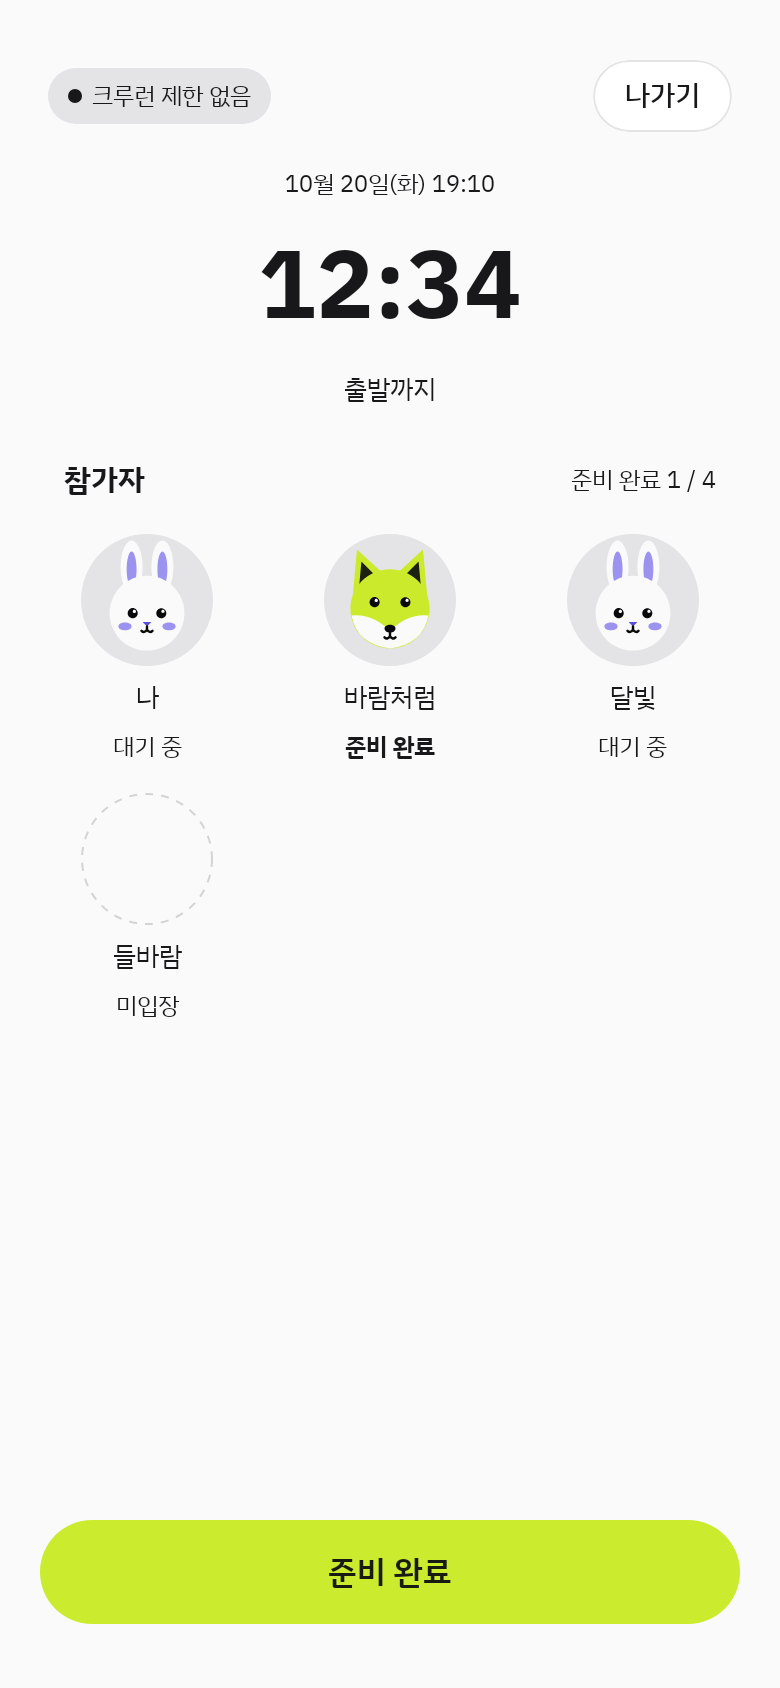 크루런 제한 없음
나가기
10월 20일(화) 19:10
12:34
출발까지
참가자
준비 완료 1 / 4
나
바람처럼
달빛
대기 중
준비 완료
대기 중
들바람
미입장
준비 완료